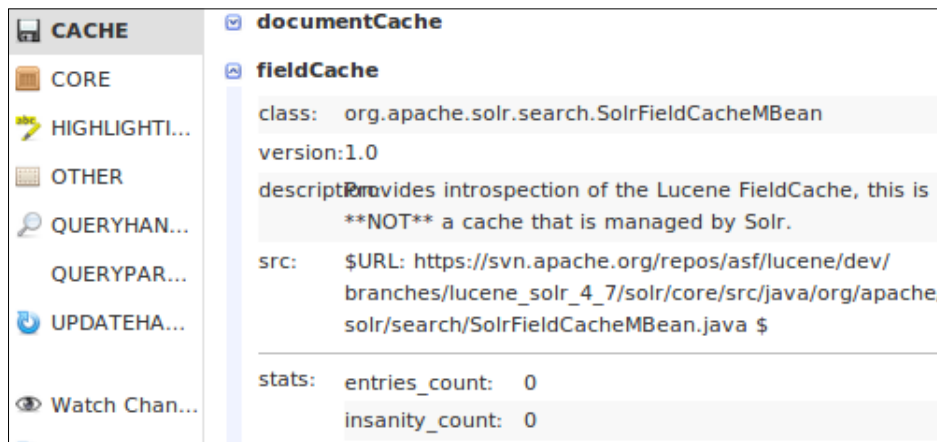 CACHE
CORE
abc
HIGHLIGHTI...
OTHER
QUERYHAN...
QUERYPAR...
UPDATEHA...
Watch Chan...
documentCache
fieldCache
class: org.apache.solr.search.SolrFieldCacheMBean
version:1.0
description: Provides introspection of the Lucene FieldCache, this is
**NOT** a cache that is managed by Solr.
src: $URL: https://svn.apache.org/repos/asf/lucene/dev/
branches/lucene_solr_4_7/solr/core/src/java/org/apache/
solr/search/SolrFieldCacheMBean.java $
stats: entries_count: 0
insanity_count: 0